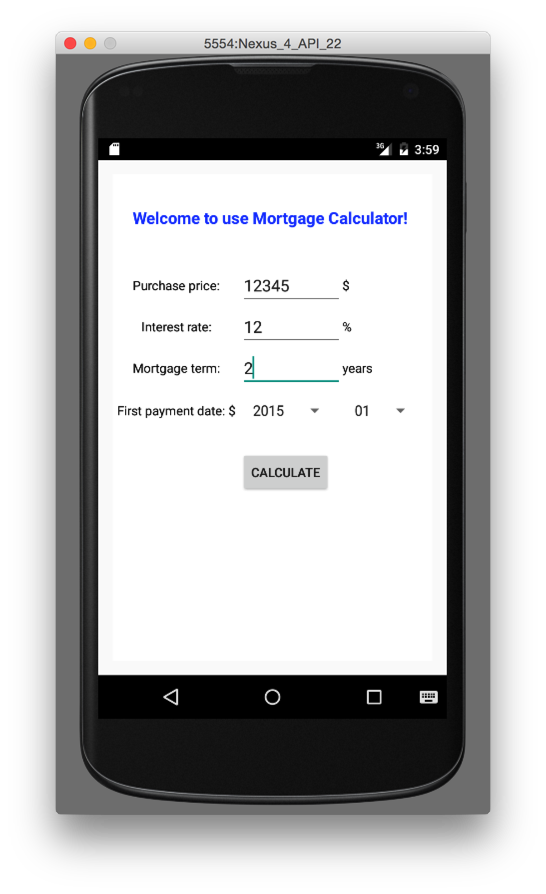 5554:Nexus_4_API_22
3G 3:59
Welcome to use Mortgage Calculator!
Purchase price: 12345 $
Interest rate: 12 %
Mortgage term: 2 years
First payment date: $ 2015 01
CALCULATE